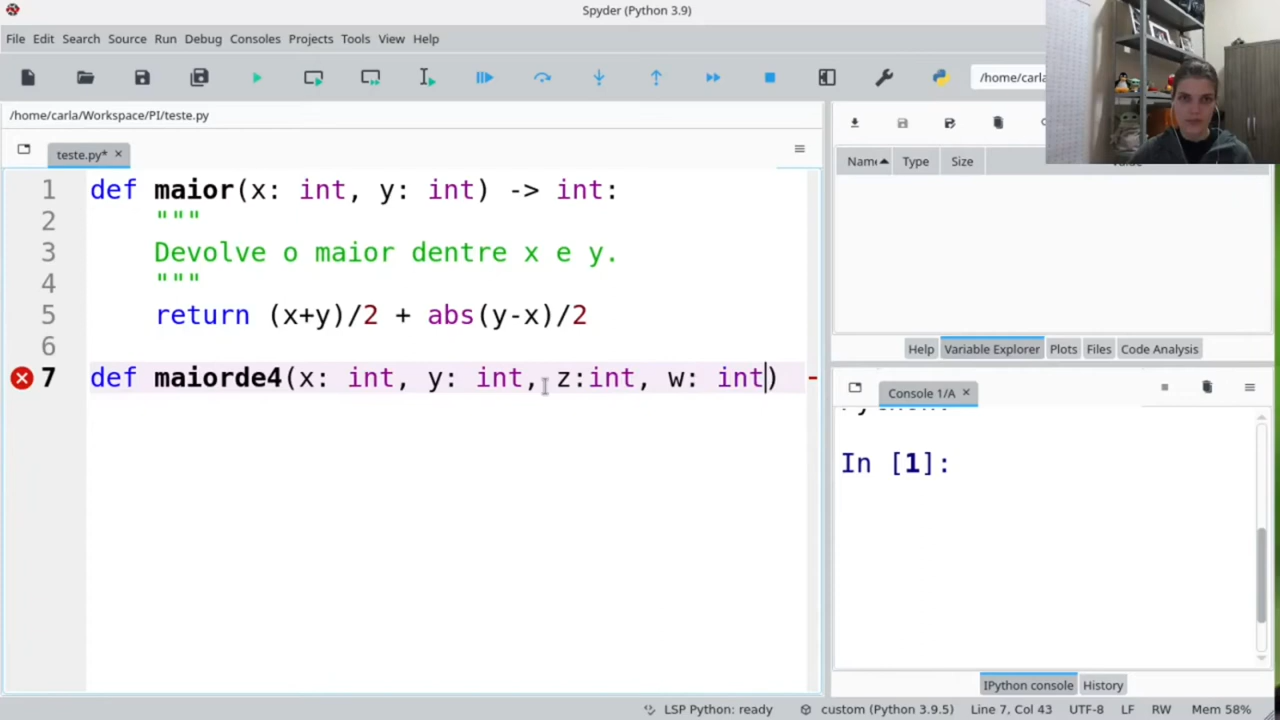 Spyder (Python 3.9)
File Edit Search Source Run Debug Consoles Projects Tools View Help
/home/carla
/home/carla/Workspace/PI/teste.py
teste.py*
Name Type Size
1 def maior(x: int, y: int) -> int:
2 """
3 Devolve o maior dentre x e y.
4 """
5 return (x+y)/2 + abs(y-x)/2
6
7 def maiorde4(x: int, y: int, z:int, w: int)
Help Variable Explorer Plots Files Code Analysis
Console 1/A
In [1]:
IPython console History
LSP Python: ready custom (Python 3.9.5) Line 7, Col 43 UTF-8 LF RW Mem 58%